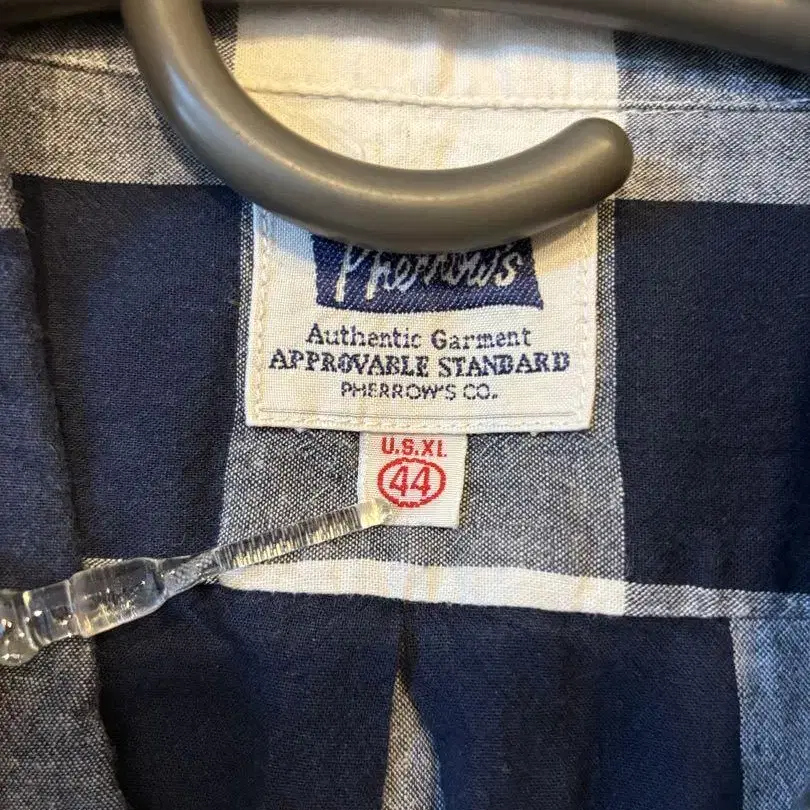 Pherrow's
Authentic Garment
APPROVABLE STANDARD
PHERROW'S CO.
U.S.XL
44